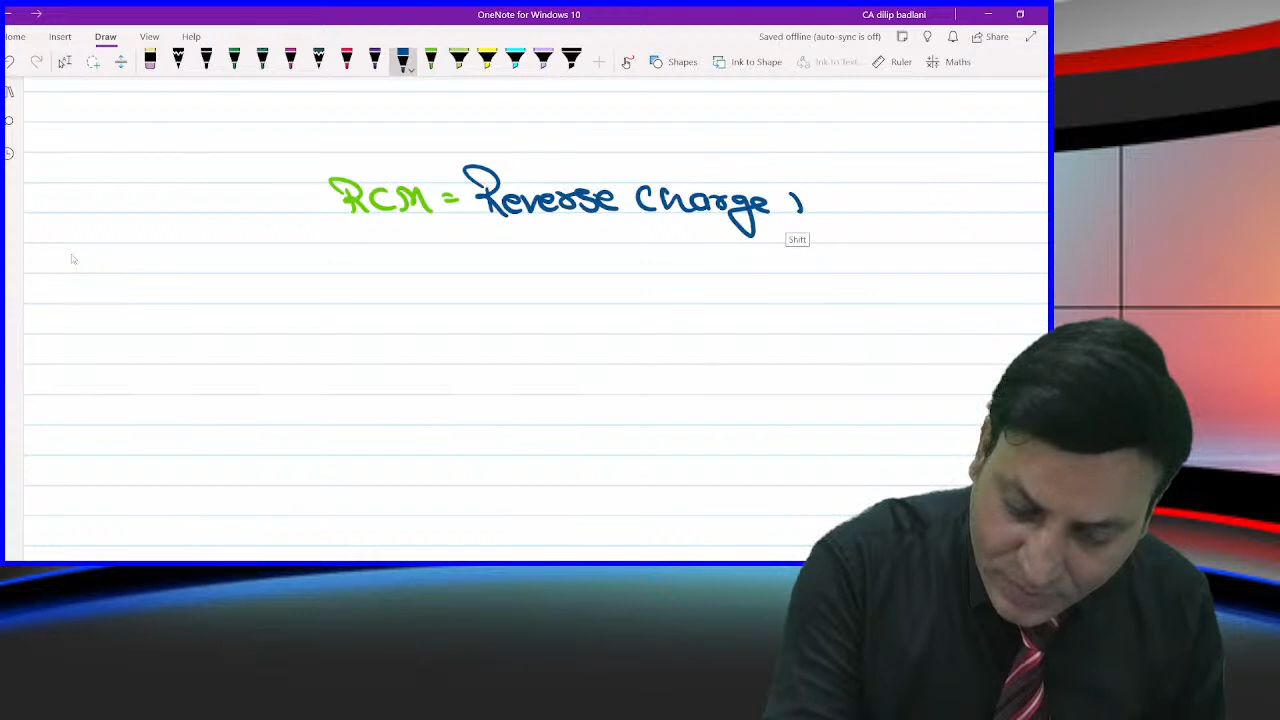 OneNote for Windows 10
CA dilip badlani
Home Insert Draw View Help
Saved offline (auto-sync is off) Share
Shapes Ink to Shape Ink to Text Ruler Maths
RCM = Reverse Charge
Shift